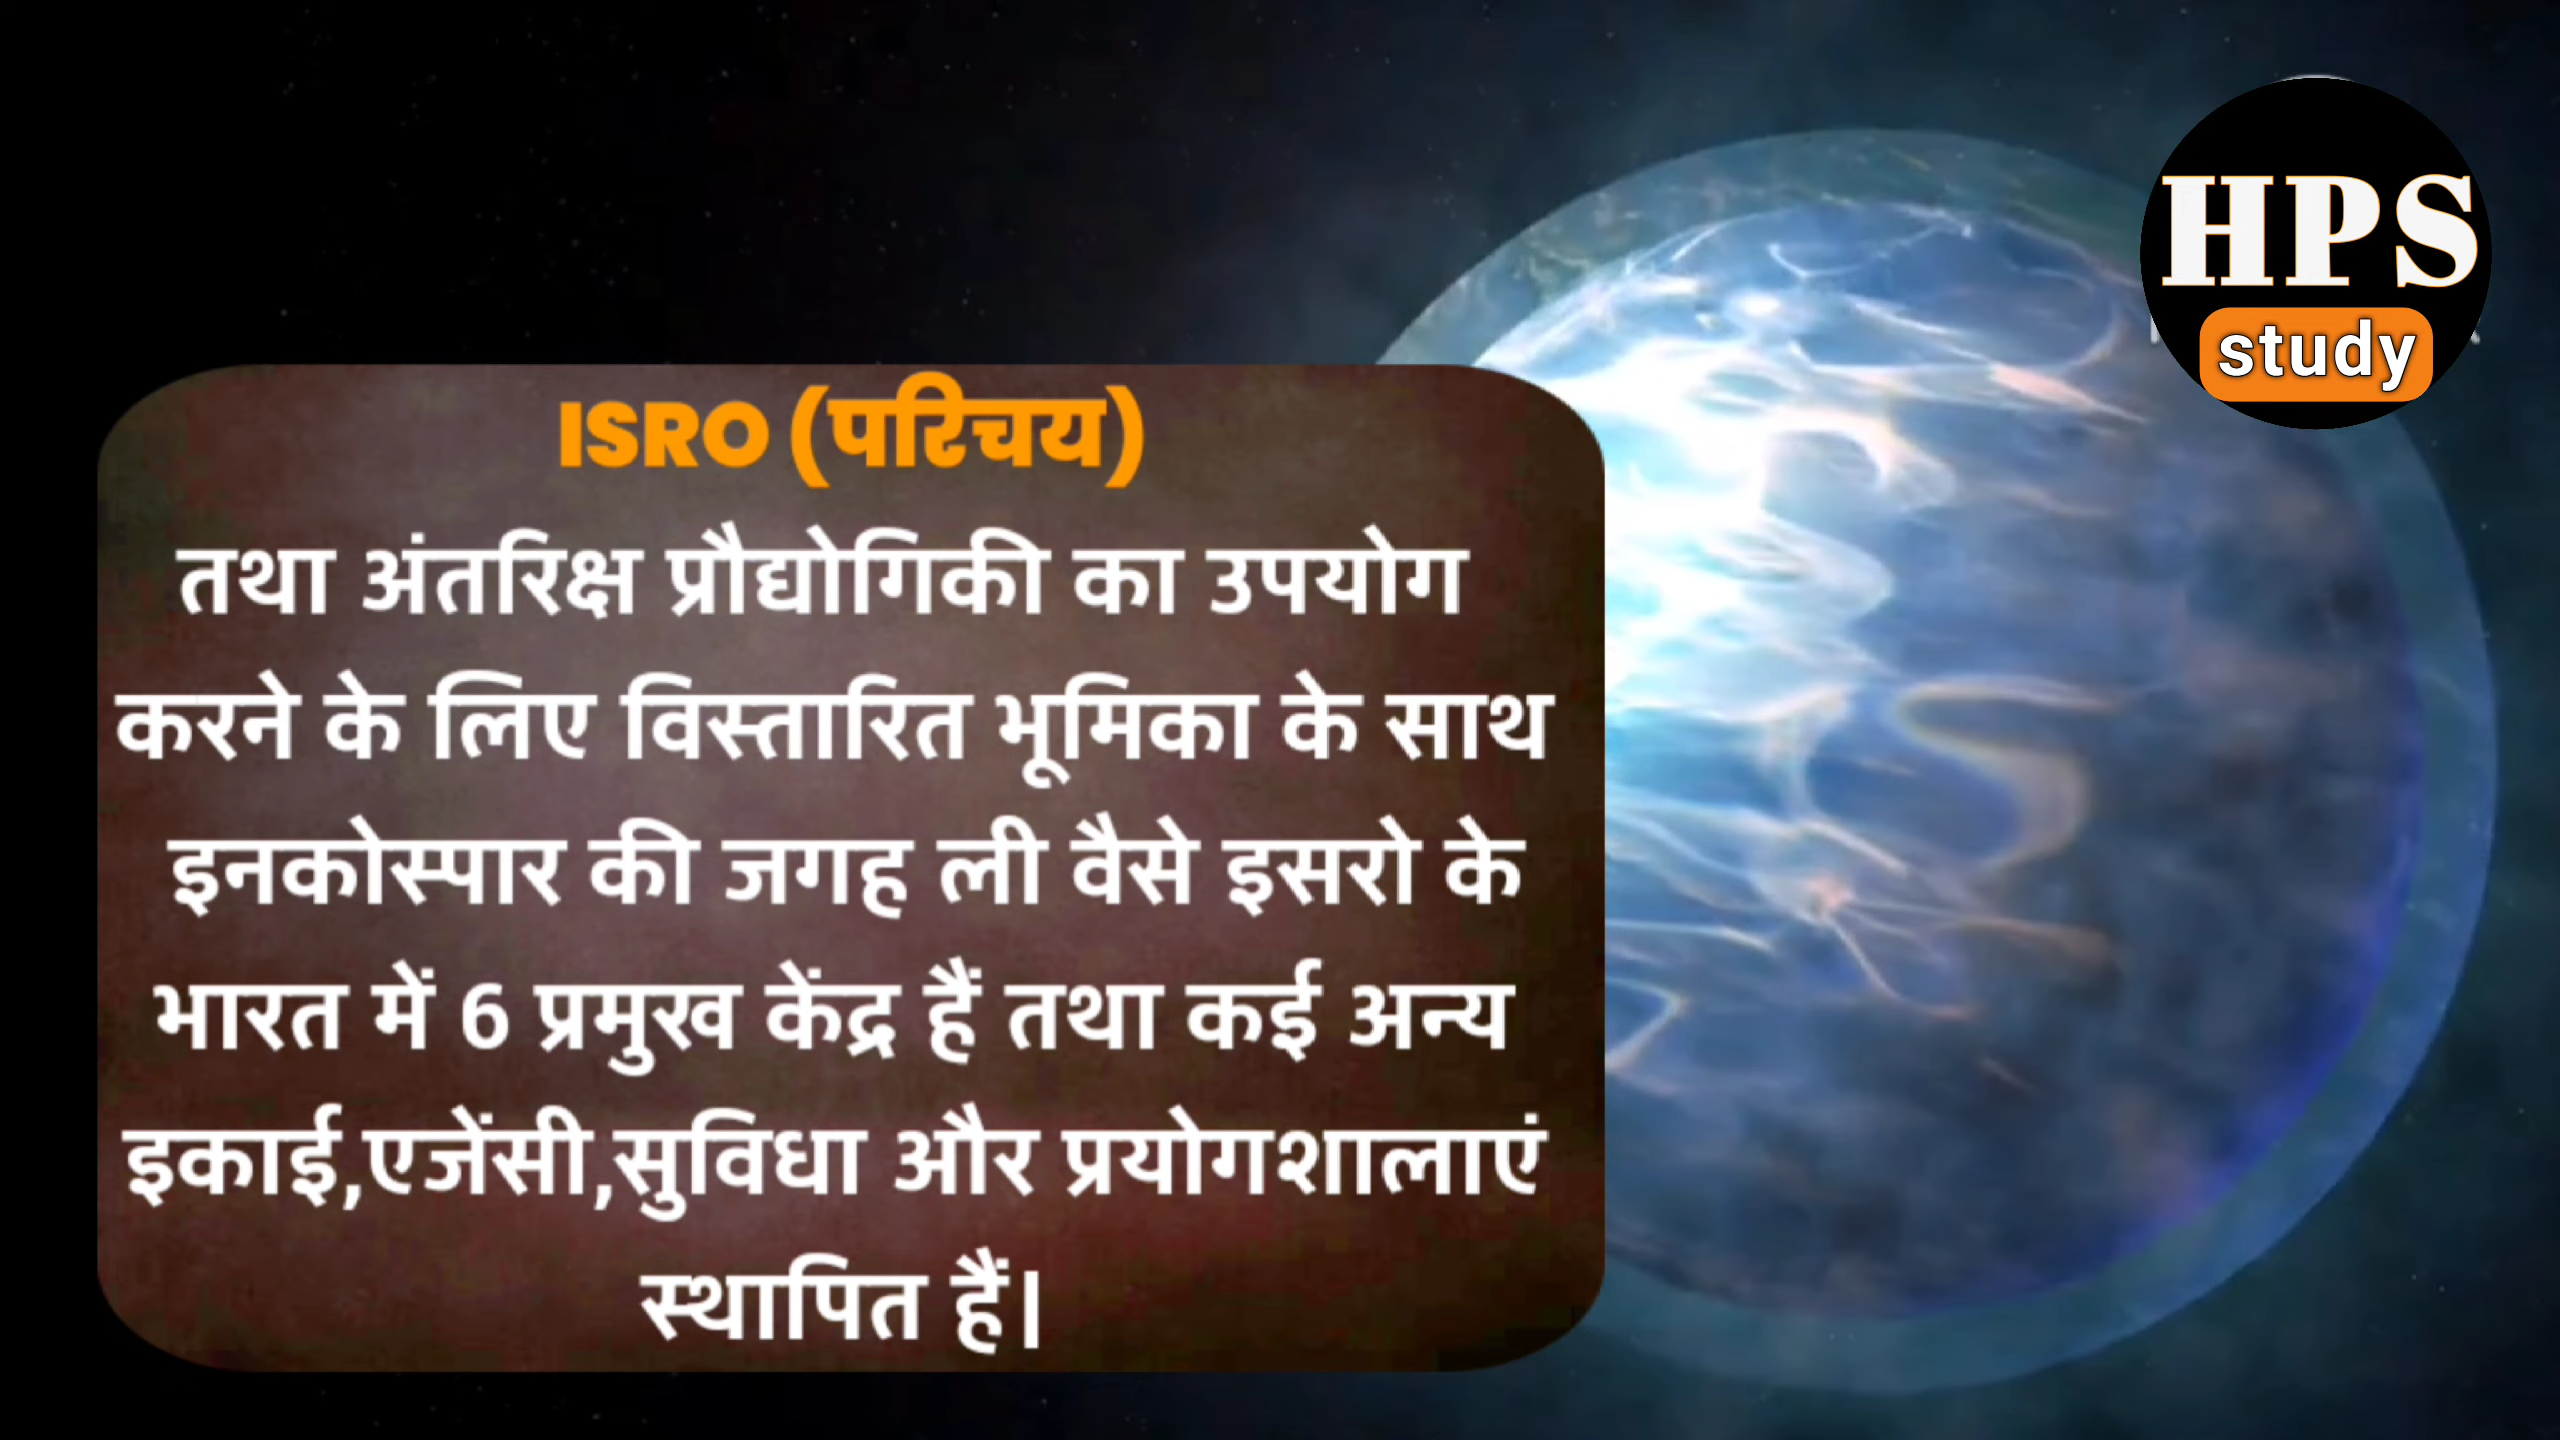 HPS
study
ISRO (परिचय)
तथा अंतरिक्ष प्रौद्योगिकी का उपयोग
करने के लिए विस्तारित भूमिका के साथ
इनकोस्पार की जगह ली वैसे इसरो के
भारत में 6 प्रमुख केंद्र हैं तथा कई अन्य
इकाई,एजेंसी,सुविधा और प्रयोगशालाएं
स्थापित हैं।